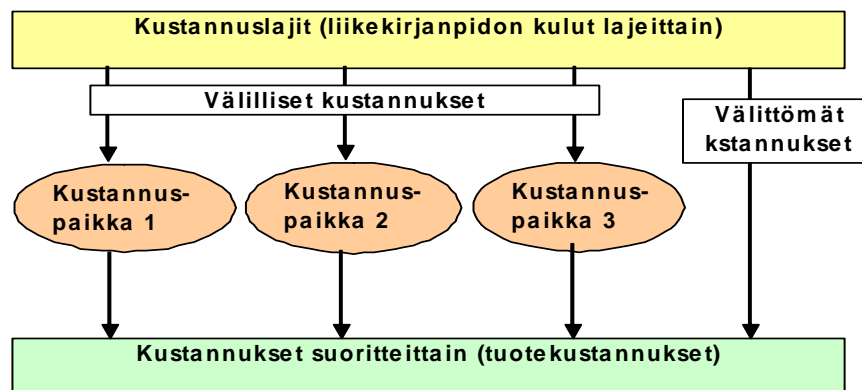 Kustannuslajit (liikekirjanpidon kulut lajeittain)
Välilliset kustannukset
Välittömät
kstannukset
Kustannus-
paikka 1
Kustannus-
paikka 2
Kustannus-
paikka 3
Kustannukset suoritteittain (tuotekustannukset)